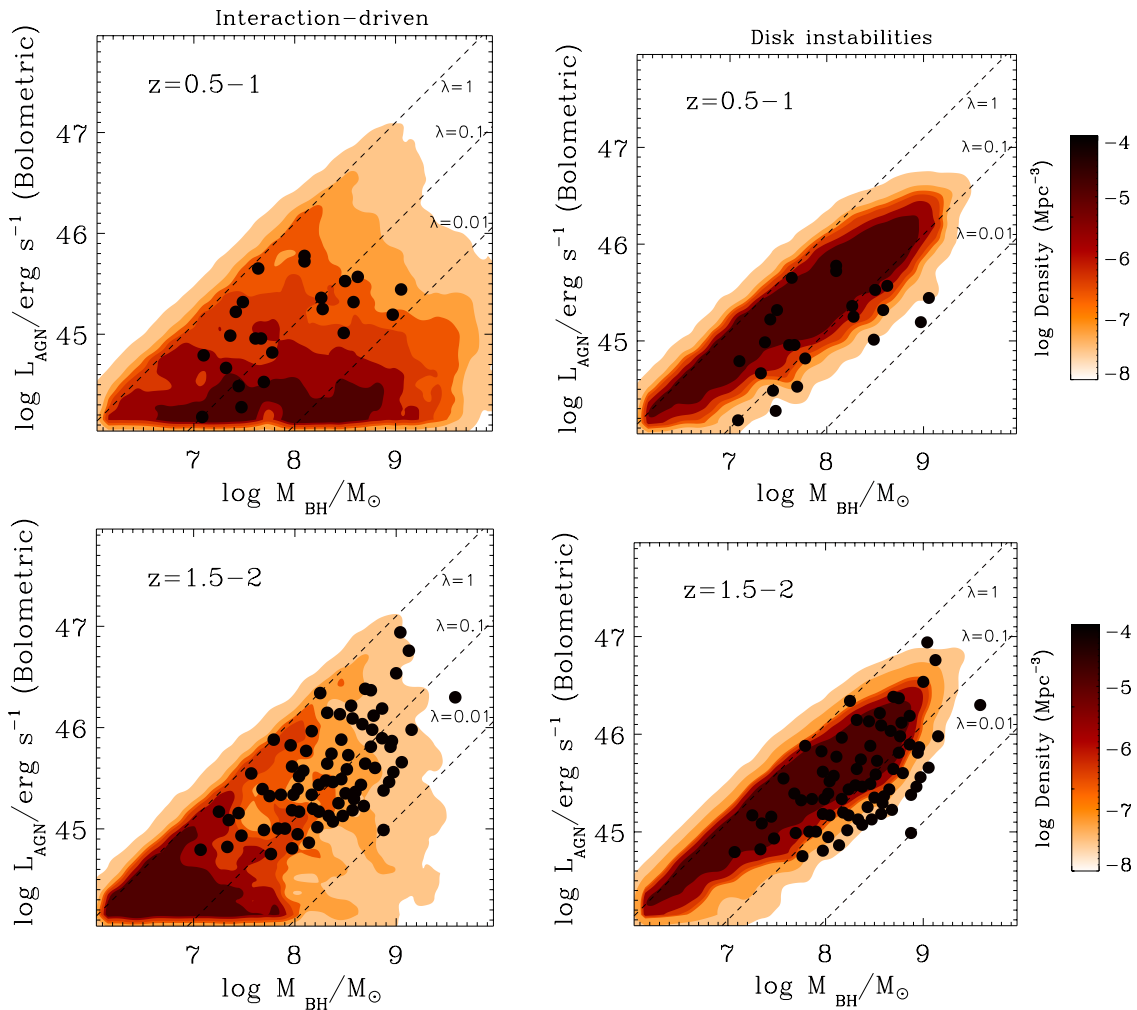 Interaction-driven
z=0.5-1
λ=1
λ=0.1
λ=0.01
47
46
45
7 8 9
log L_AGN/erg s⁻¹ (Bolometric)
log M_BH/M_⊙
Disk instabilities
z=0.5-1
λ=1
λ=0.1
λ=0.01
47
46
45
7 8 9
log L_AGN/erg s⁻¹ (Bolometric)
log M_BH/M_⊙
log Density (Mpc⁻³)
-4
-5
-6
-7
-8
z=1.5-2
λ=1
λ=0.1
λ=0.01
47
46
45
7 8 9
log L_AGN/erg s⁻¹ (Bolometric)
log M_BH/M_⊙
z=1.5-2
λ=1
λ=0.1
λ=0.01
47
46
45
7 8 9
log L_AGN/erg s⁻¹ (Bolometric)
log M_BH/M_⊙
log Density (Mpc⁻³)
-4
-5
-6
-7
-8